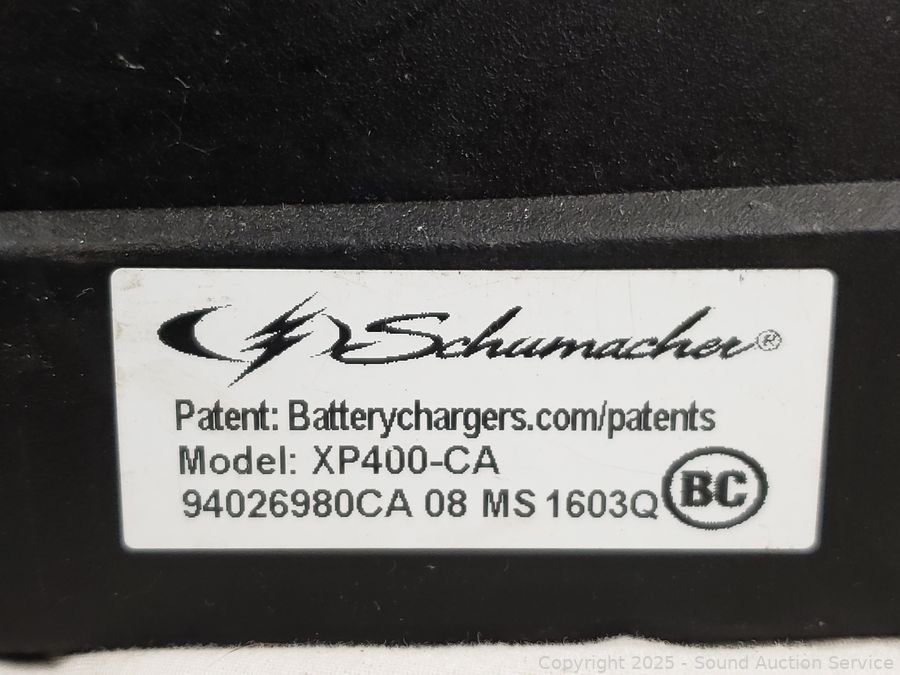 Schumacher®
Patent: Batterychargers.com/patents
Model: XP400-CA
94026980CA 08 MS 1603Q
BC
Copyright 2025 - Sound Auction Service